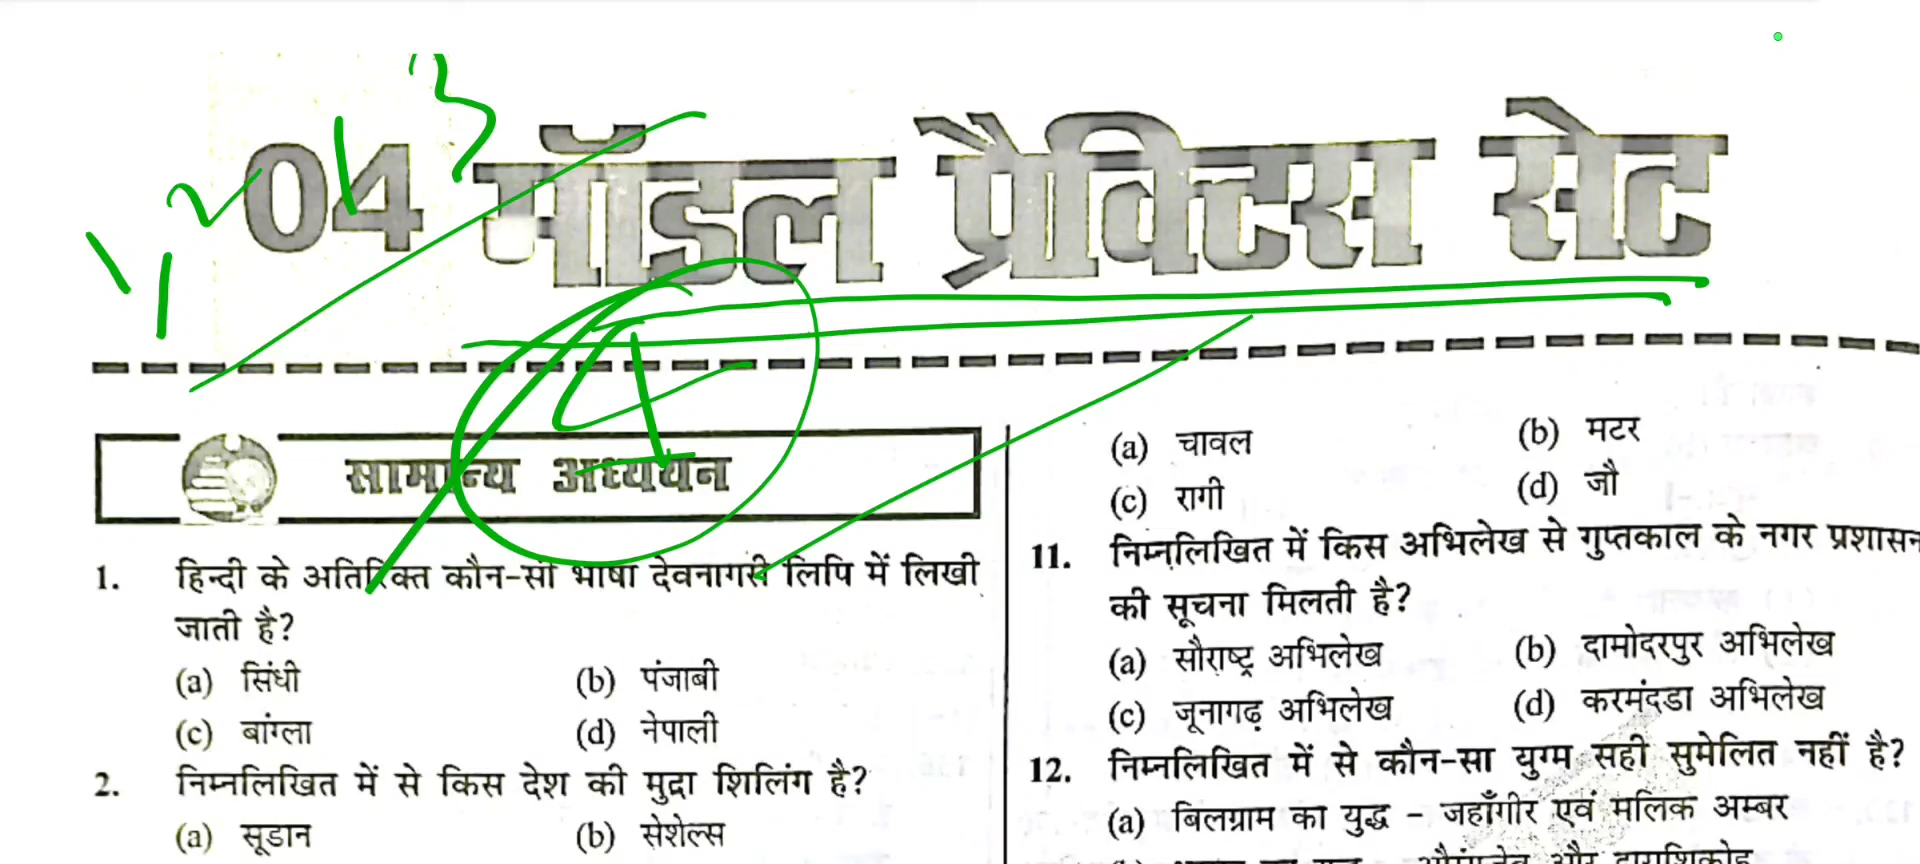 04 मॉडल प्रैक्टिस सेट
सामान्य अध्ययन
1. हिन्दी के अतिरिक्त कौन-सी भाषा देवनागरी लिपि में लिखी
जाती है?
(a) सिंधी (b) पंजाबी
(c) बांग्ला (d) नेपाली
2. निम्नलिखित में से किस देश की मुद्रा शिलिंग है?
(a) सूडान (b) सेशेल्स
(a) चावल (b) मटर
(c) रागी (d) जौ
11. निम्नलिखित में किस अभिलेख से गुप्तकाल के नगर प्रशासन
की सूचना मिलती है?
(a) सौराष्ट्र अभिलेख (b) दामोदरपुर अभिलेख
(c) जूनागढ़ अभिलेख (d) करमंदडा अभिलेख
12. निम्नलिखित में से कौन-सा युग्म सही सुमेलित नहीं है?
(a) बिलग्राम का युद्ध - जहाँगीर एवं मलिक अम्बर